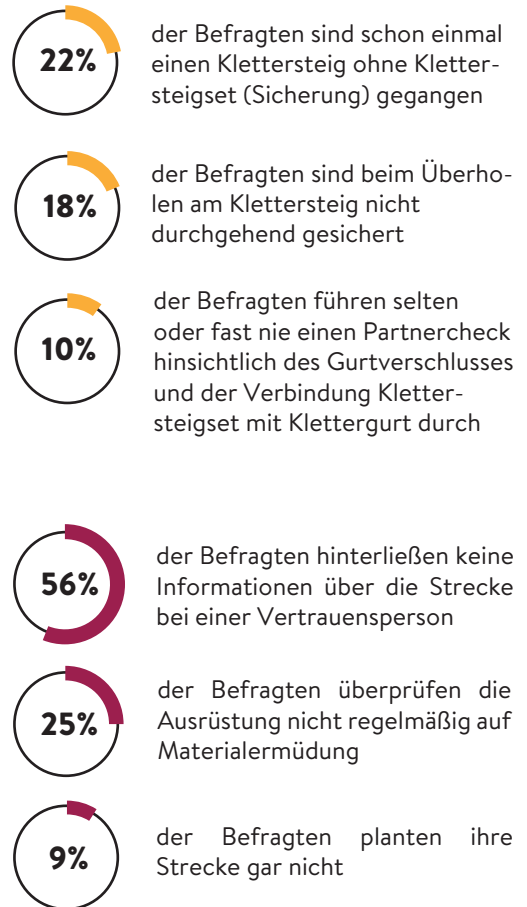 22%
der Befragten sind schon einmal
einen Klettersteig ohne Kletter-
steigset (Sicherung) gegangen
18%
der Befragten sind beim Überho-
len am Klettersteig nicht
durchgehend gesichert
10%
der Befragten führen selten
oder fast nie einen Partnercheck
hinsichtlich des Gurtverschlusses
und der Verbindung Kletter-
steigset mit Klettergurt durch
56%
der Befragten hinterließen keine
Informationen über die Strecke
bei einer Vertrauensperson
25%
der Befragten überprüfen die
Ausrüstung nicht regelmäßig auf
Materialermüdung
9%
der Befragten planten ihre
Strecke gar nicht